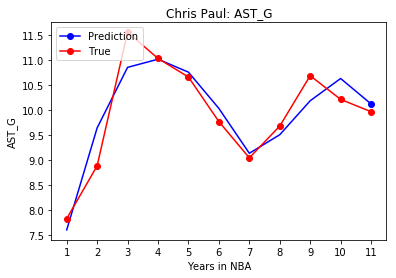 Chris Paul: AST_G
Prediction
True
11.5
11.0
10.5
10.0
9.5
9.0
8.5
8.0
7.5
AST_G
1 2 3 4 5 6 7 8 9 10 11
Years in NBA